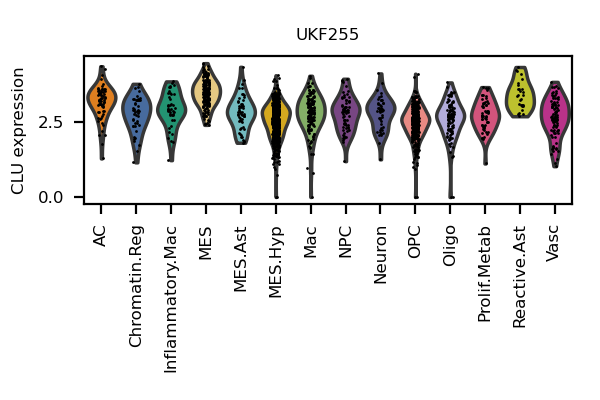 UKF255
CLU expression
2.5
0.0
AC
Chromatin.Reg
Inflammatory.Mac
MES
MES.Ast
MES.Hyp
Mac
NPC
Neuron
OPC
Oligo
Prolif.Metab
Reactive.Ast
Vasc